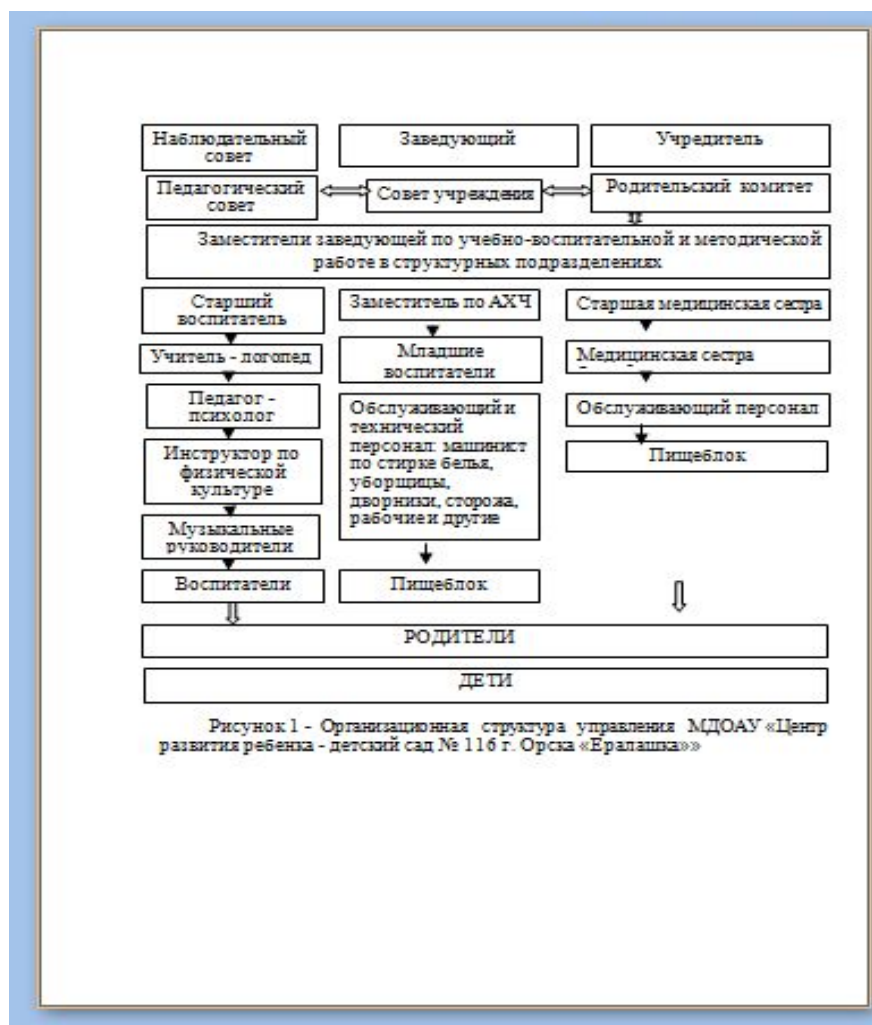 Наблюдательный
совет
Заведующий
Учредитель
Педагогический
совет
Совет учреждения
Родительский комитет
Заместители заведующей по учебно-воспитательной и методической
работе в структурных подразделениях
Старший
воспитатель
Заместитель по АХЧ
Старшая медицинская сестра
Учитель - логопед
Младшие
воспитатели
Медицинская сестра
Педагог -
психолог
Обслуживающий и
технический
персонал: машинист
по стирке белья,
уборщицы,
дворники, сторожа,
рабочие и другие
Обслуживающий персонал
Инструктор по
физической
культуре
Пищеблок
Музыкальные
руководители
Воспитатели
Пищеблок
РОДИТЕЛИ
ДЕТИ
Рисунок 1 - Организационная структура управления МДОАУ «Центр
развития ребенка - детский сад № 116 г. Орска «Ералашка»»